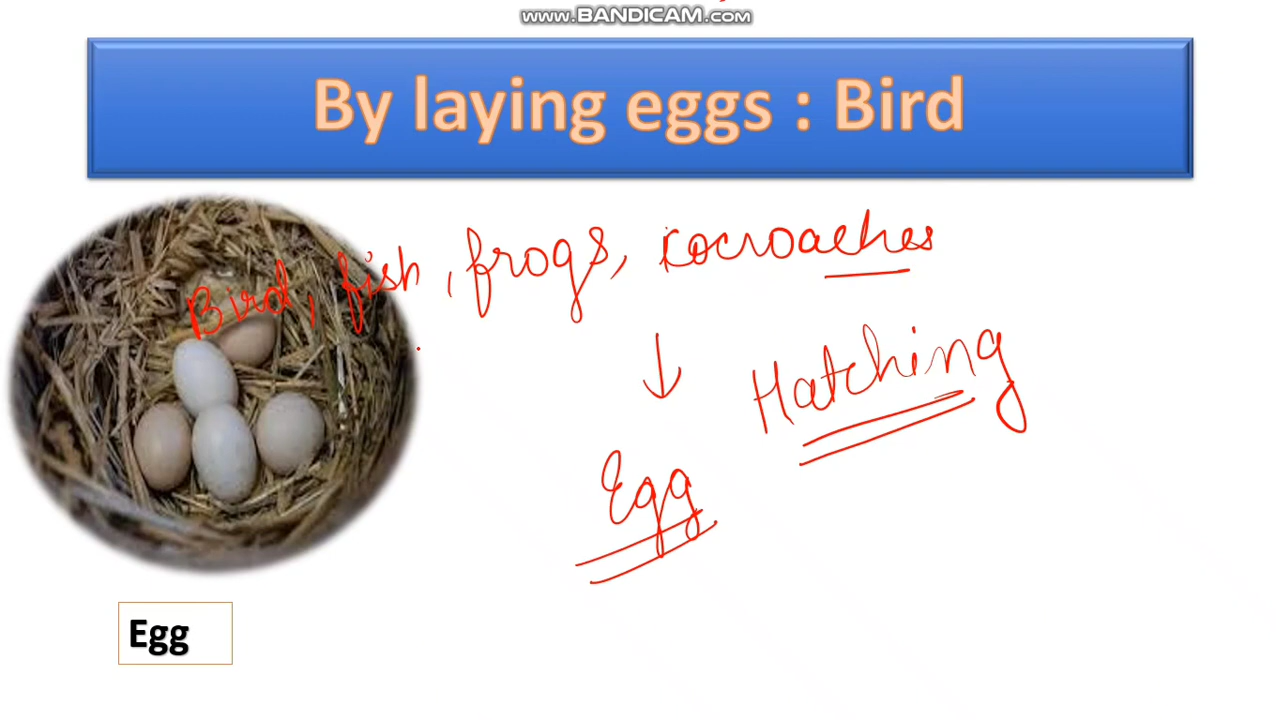 www.BANDICAM.com
By laying eggs : Bird
Bird, fish, frogs, cocroaches
Hatching
Egg
Egg